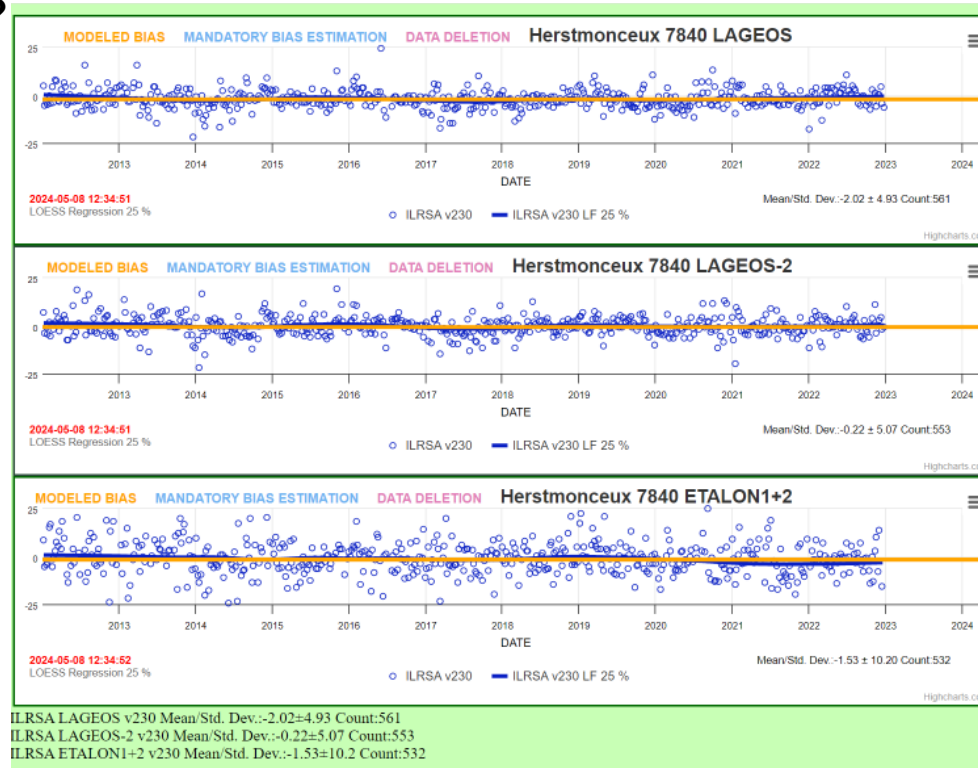 MODELED BIAS MANDATORY BIAS ESTIMATION DATA DELETION Herstmonceux 7840 LAGEOS
25
0
-25
2013 2014 2015 2016 2017 2018 2019 2020 2021 2022 2023 2024
DATE
2024-05-08 12:34:51 Mean/Std. Dev.:-2.02 ± 4.93 Count:561
LOESS Regression 25 %
ILRSA v230 ILRSA v230 LF 25 %
Highcharts.c
MODELED BIAS MANDATORY BIAS ESTIMATION DATA DELETION Herstmonceux 7840 LAGEOS-2
25
0
-25
2013 2014 2015 2016 2017 2018 2019 2020 2021 2022 2023 2024
DATE
2024-05-08 12:34:51 Mean/Std. Dev.:-0.22 ± 5.07 Count:553
LOESS Regression 25 %
ILRSA v230 ILRSA v230 LF 25 %
Highcharts.c
MODELED BIAS MANDATORY BIAS ESTIMATION DATA DELETION Herstmonceux 7840 ETALON1+2
25
0
-25
2013 2014 2015 2016 2017 2018 2019 2020 2021 2022 2023 2024
DATE
2024-05-08 12:34:52 Mean/Std. Dev.:-1.53 ± 10.20 Count:532
LOESS Regression 25 %
ILRSA v230 ILRSA v230 LF 25 %
Highcharts.c
ILRSA LAGEOS v230 Mean/Std. Dev.:-2.02±4.93 Count:561
ILRSA LAGEOS-2 v230 Mean/Std. Dev.:-0.22±5.07 Count:553
ILRSA ETALON1+2 v230 Mean/Std. Dev.:-1.53±10.2 Count:532